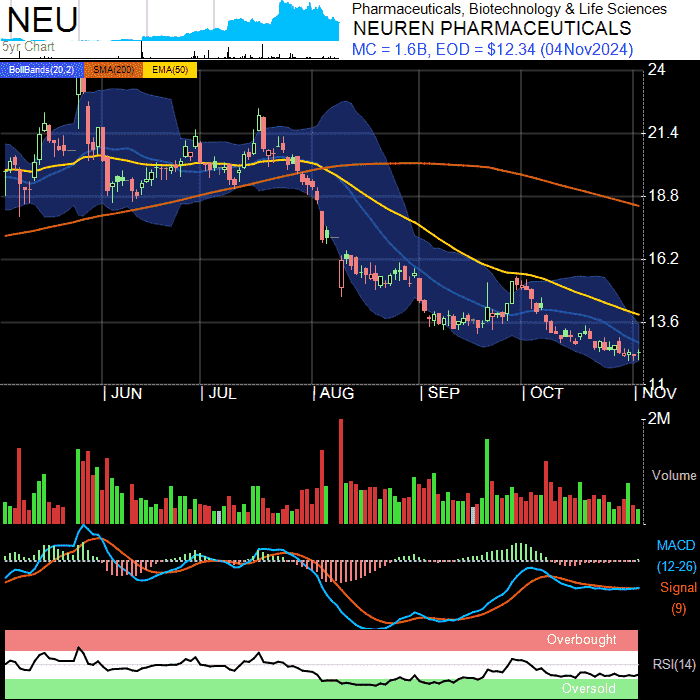 NEU
5yr Chart
Pharmaceuticals, Biotechnology & Life Sciences
NEUREN PHARMACEUTICALS
MC = 1.6B, EOD = $12.34 (04Nov2024)
BollBands(20,2) SMA(200) EMA(50)
24
21.4
18.8
16.2
13.6
11
JUN JUL AUG SEP OCT NOV
2M
Volume
MACD
(12-26)
Signal
(9)
Overbought
RSI(14)
Oversold